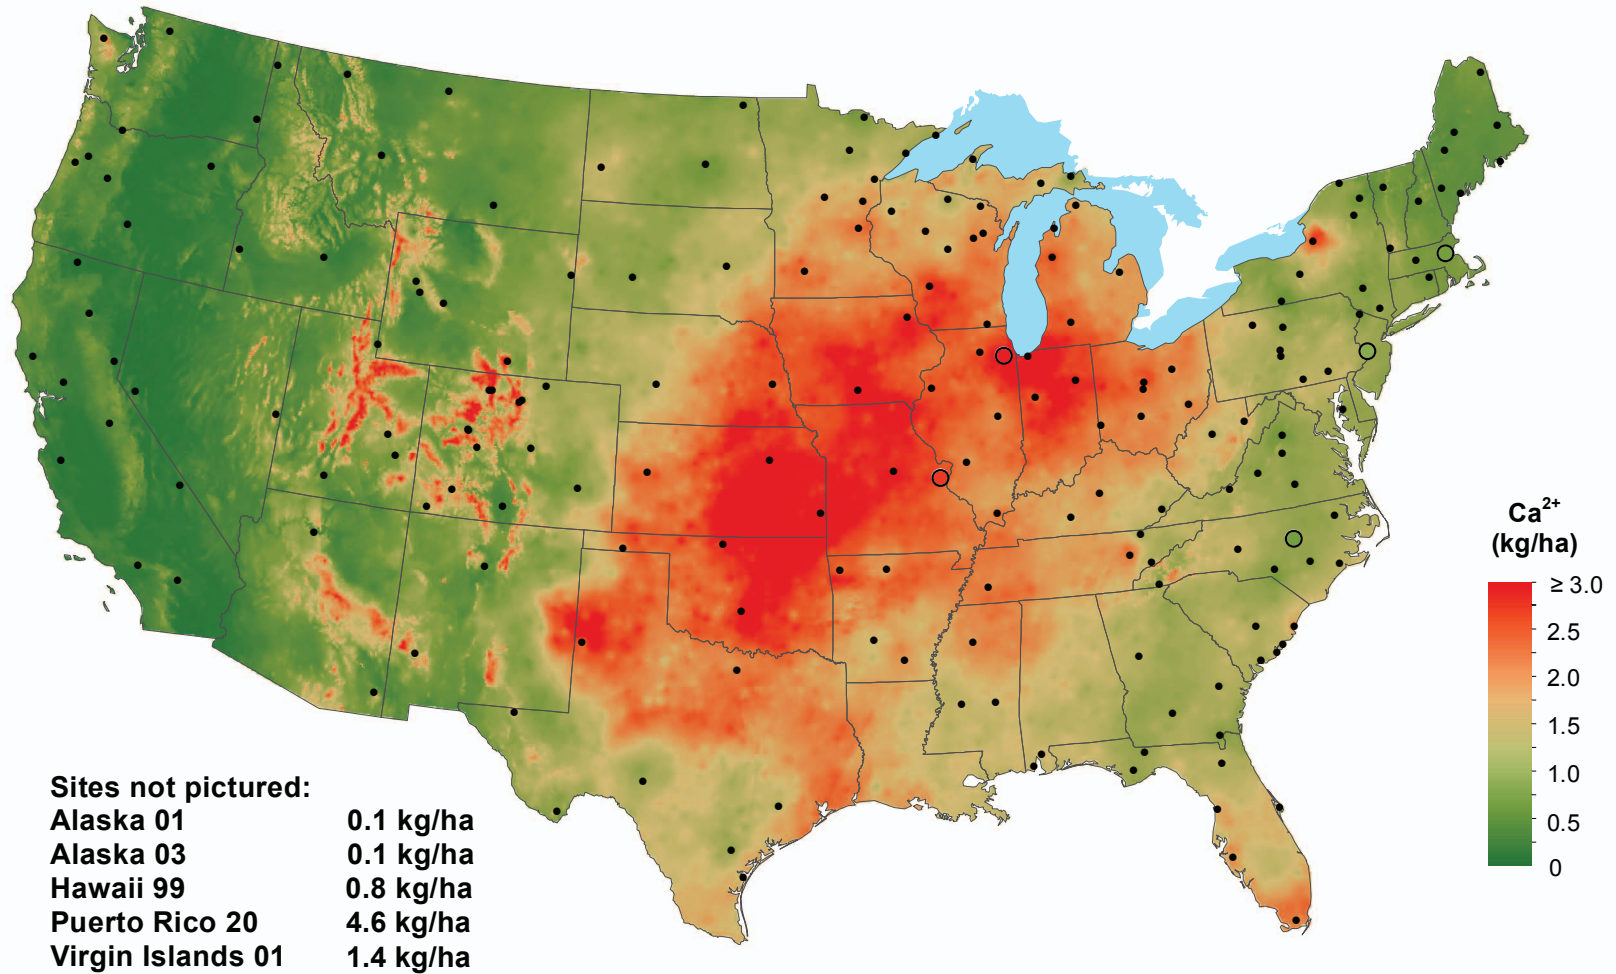 Ca2+
(kg/ha)
≥ 3.0
2.5
2.0
1.5
1.0
0.5
0
Sites not pictured:
Alaska 01 0.1 kg/ha
Alaska 03 0.1 kg/ha
Hawaii 99 0.8 kg/ha
Puerto Rico 20 4.6 kg/ha
Virgin Islands 01 1.4 kg/ha